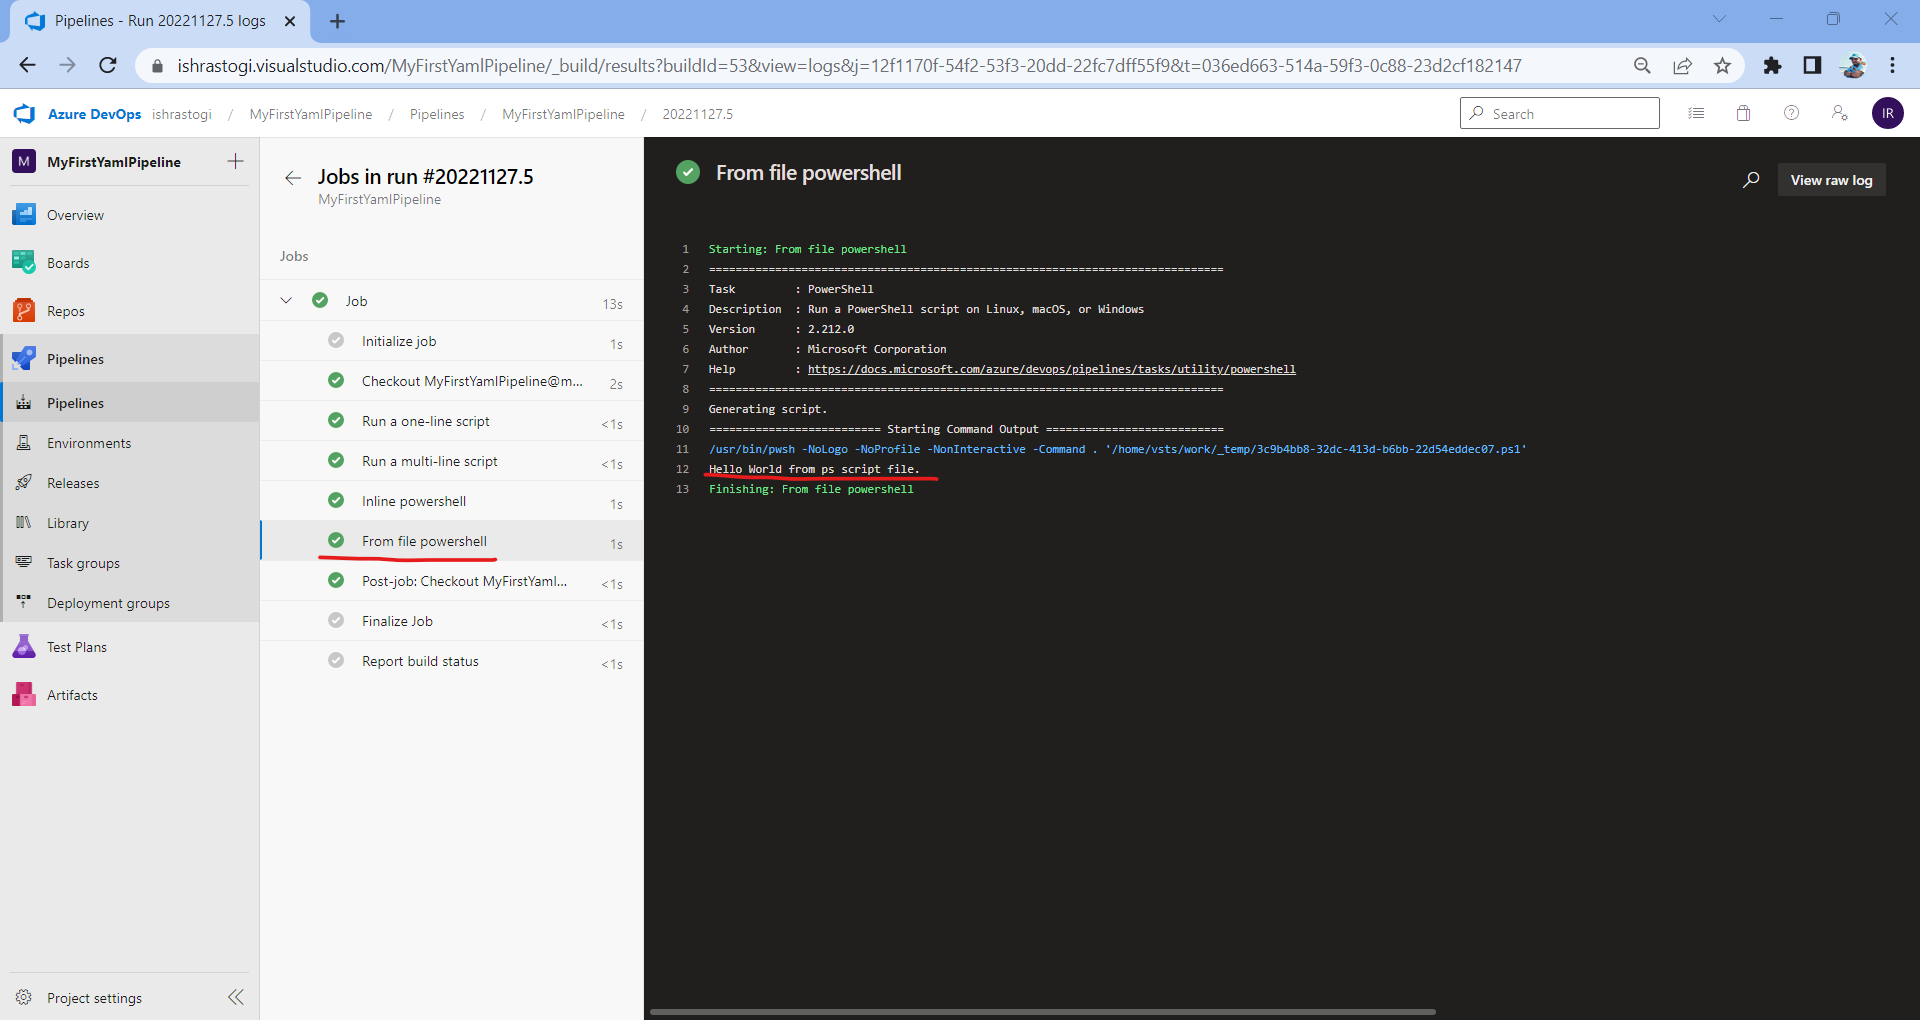 Pipelines - Run 20221127.5 logs
ishrastogi.visualstudio.com/MyFirstYamlPipeline/_build/results?buildId=53&view=logs&j=12f1170f-54f2-53f3-20dd-22fc7dff55f9&t=036ed663-514a-59f3-0c88-23d2cf182147
Azure DevOps ishrastogi / MyFirstYamlPipeline / Pipelines / MyFirstYamlPipeline / 20221127.5
Search
IR
M MyFirstYamlPipeline
Overview
Boards
Repos
Pipelines
Pipelines
Environments
Releases
Library
Task groups
Deployment groups
Test Plans
Artifacts
Project settings
Jobs in run #20221127.5
MyFirstYamlPipeline
Jobs
Job 13s
Initialize job 1s
Checkout MyFirstYamlPipeline@m... 2s
Run a one-line script <1s
Run a multi-line script <1s
Inline powershell 1s
From file powershell 1s
Post-job: Checkout MyFirstYaml... <1s
Finalize Job <1s
Report build status <1s
From file powershell
View raw log
1 Starting: From file powershell
2 ==============================================================================
3 Task : PowerShell
4 Description : Run a PowerShell script on Linux, macOS, or Windows
5 Version : 2.212.0
6 Author : Microsoft Corporation
7 Help : https://docs.microsoft.com/azure/devops/pipelines/tasks/utility/powershell
8 ==============================================================================
9 Generating script.
10 ========================== Starting Command Output ===========================
11 /usr/bin/pwsh -NoLogo -NoProfile -NonInteractive -Command . '/home/vsts/work/_temp/3c9b4bb8-32dc-413d-b6bb-22d54eddec07.ps1'
12 Hello World from ps script file.
13 Finishing: From file powershell